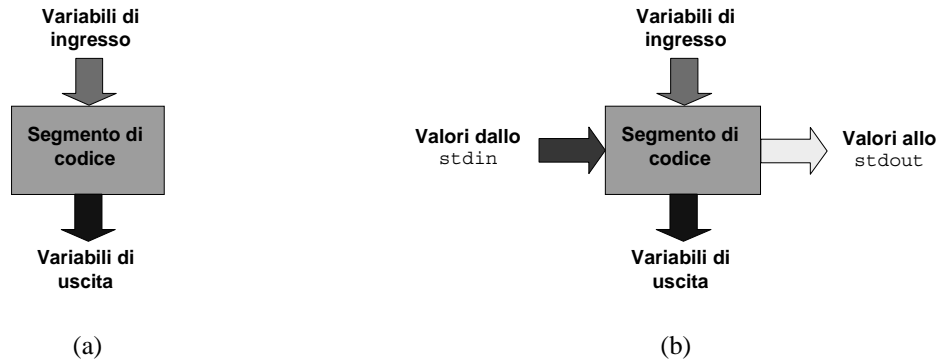 Variabili di
ingresso
Segmento di
codice
Variabili di
uscita
(a)
Variabili di
ingresso
Valori dallo
stdin
Segmento di
codice
Valori allo
stdout
Variabili di
uscita
(b)